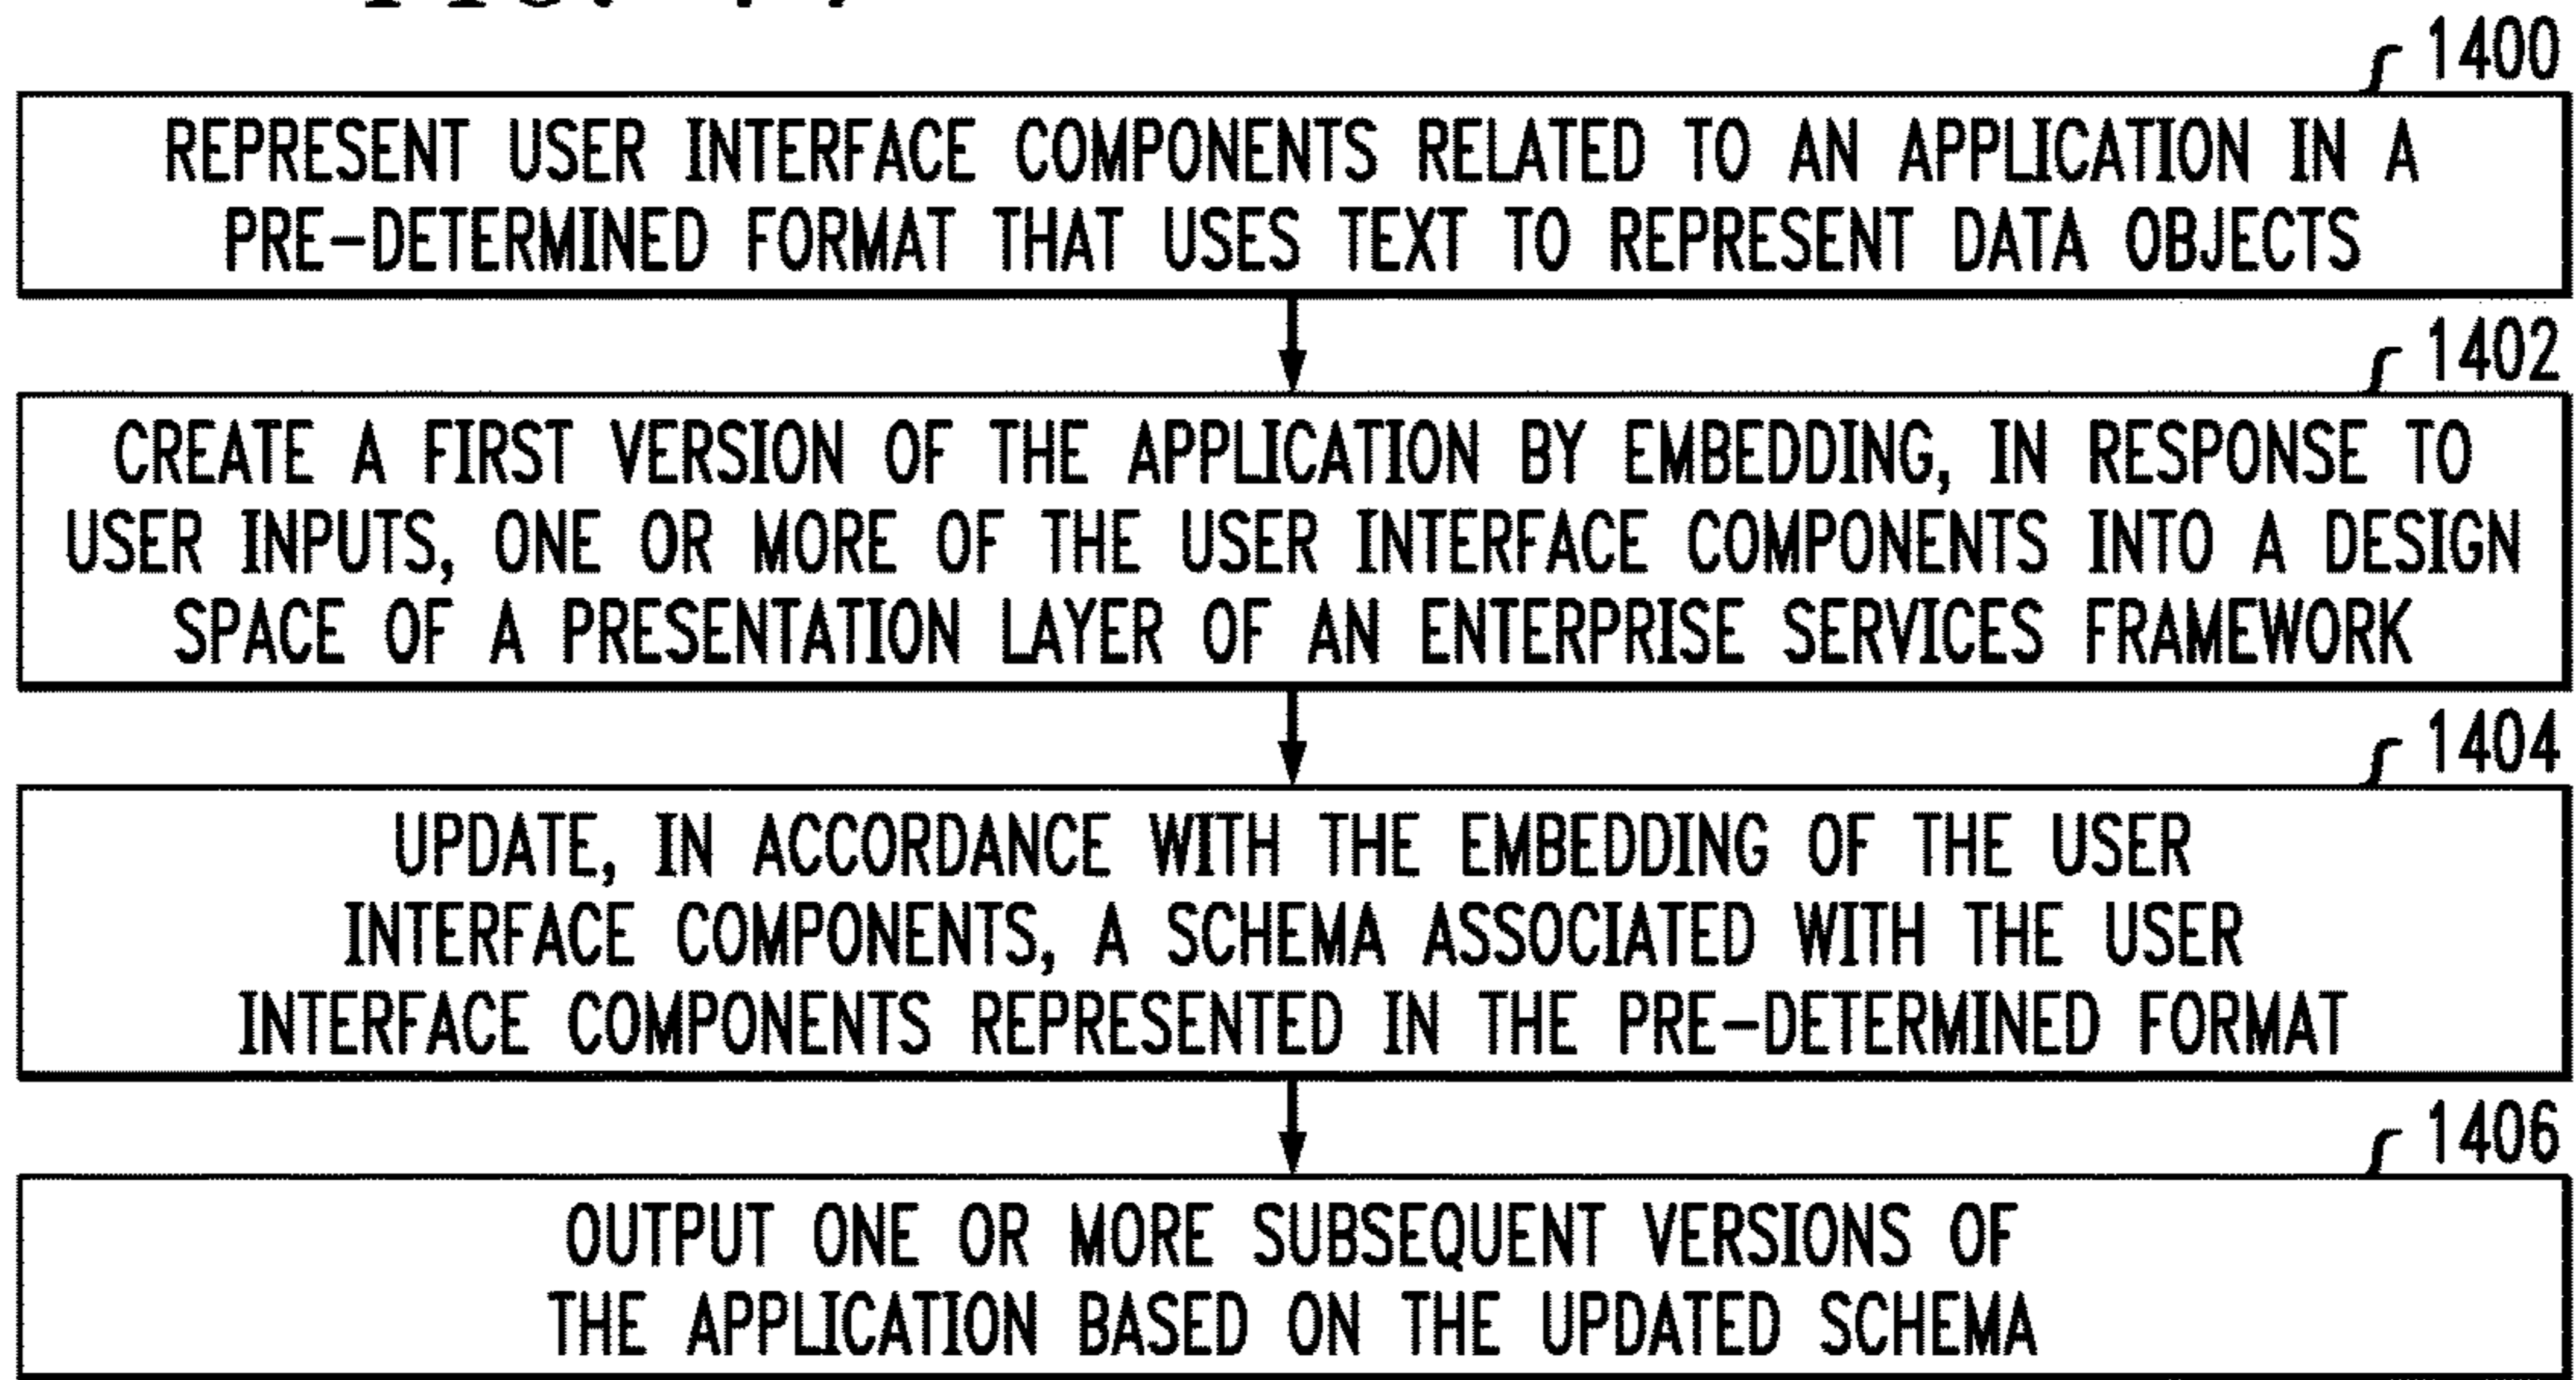 1400
REPRESENT USER INTERFACE COMPONENTS RELATED TO AN APPLICATION IN A
PRE-DETERMINED FORMAT THAT USES TEXT TO REPRESENT DATA OBJECTS
1402
CREATE A FIRST VERSION OF THE APPLICATION BY EMBEDDING, IN RESPONSE TO
USER INPUTS, ONE OR MORE OF THE USER INTERFACE COMPONENTS INTO A DESIGN
SPACE OF A PRESENTATION LAYER OF AN ENTERPRISE SERVICES FRAMEWORK
1404
UPDATE, IN ACCORDANCE WITH THE EMBEDDING OF THE USER
INTERFACE COMPONENTS, A SCHEMA ASSOCIATED WITH THE USER
INTERFACE COMPONENTS REPRESENTED IN THE PRE-DETERMINED FORMAT
1406
OUTPUT ONE OR MORE SUBSEQUENT VERSIONS OF
THE APPLICATION BASED ON THE UPDATED SCHEMA